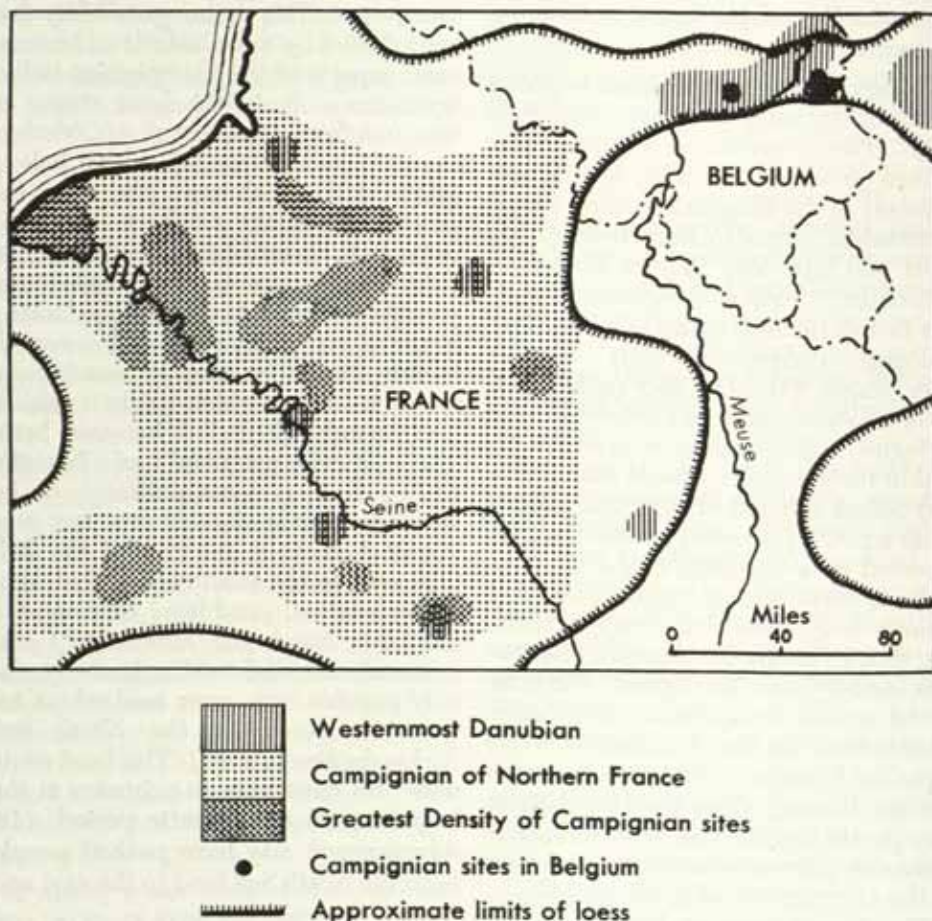 BELGIUM
FRANCE
Meuse
Seine
Miles
0 40 80
Westernmost Danubian
Campignian of Northern France
Greatest Density of Campignian sites
Campignian sites in Belgium
Approximate limits of loess